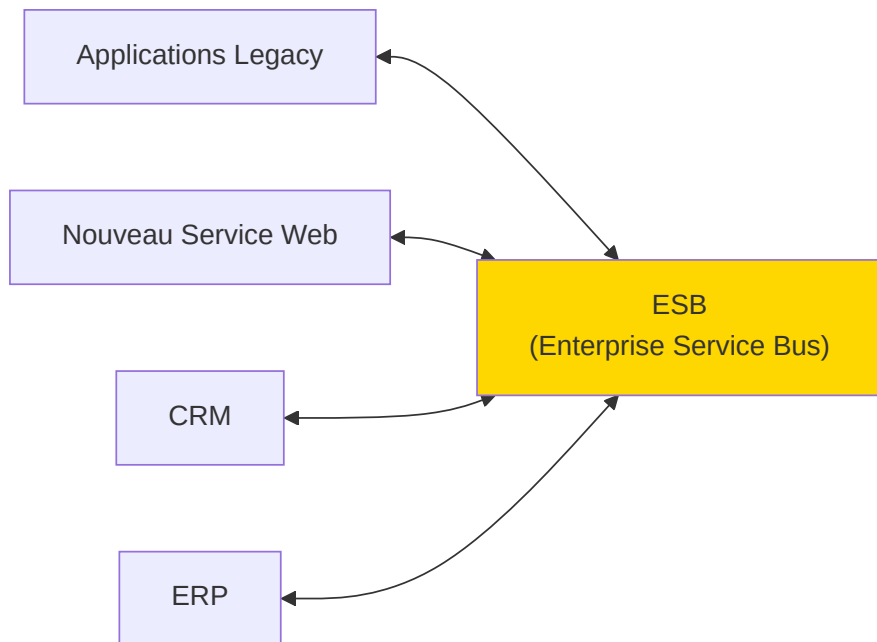 Applications Legacy
Nouveau Service Web
ESB
(Enterprise Service Bus)
CRM
ERP